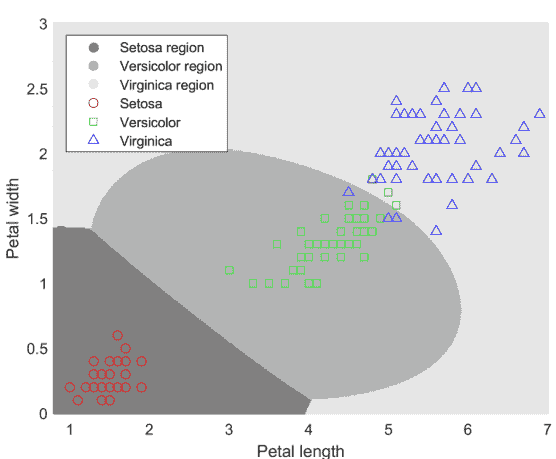 3
2.5
2
1.5
1
0.5
0
Petal width
Setosa region
Versicolor region
Virginica region
Setosa
Versicolor
Virginica
1 2 3 4 5 6 7
Petal length